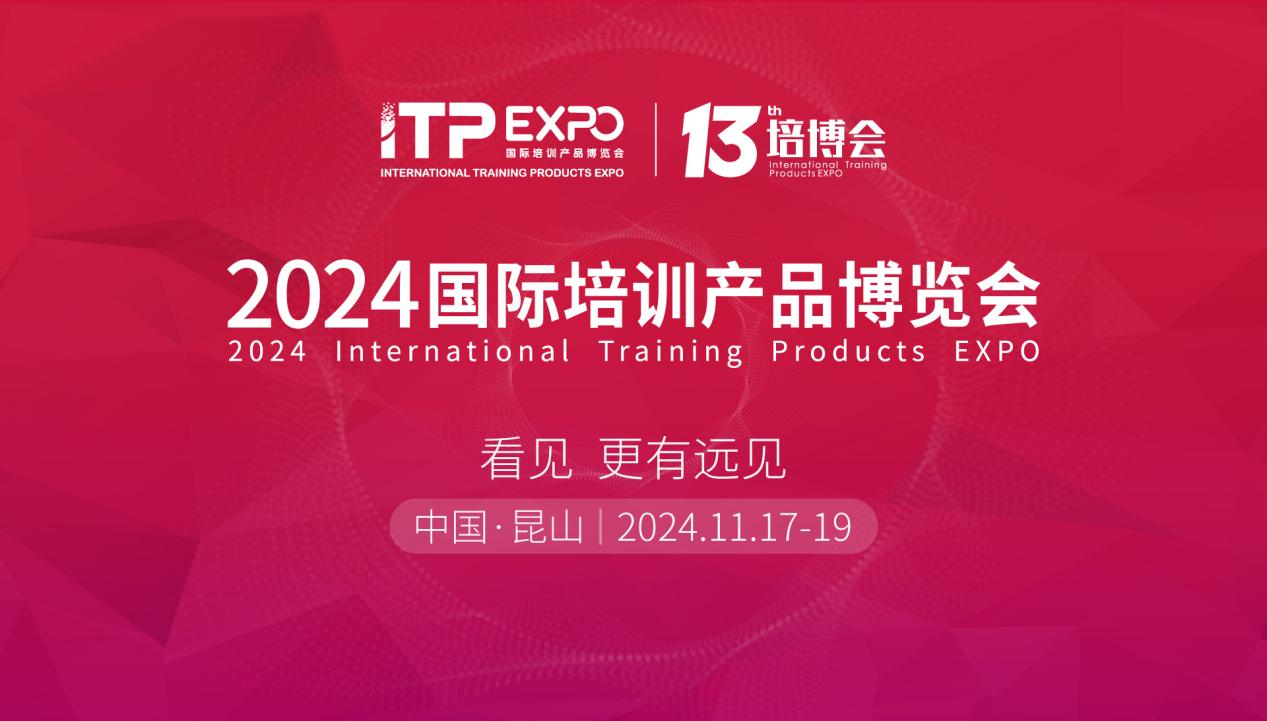 iTP EXPO
国际培训产品博览会
INTERNATIONAL TRAINING PRODUCTS EXPO
13th 培博会
International Training
Products EXPO
2024国际培训产品博览会
2024 International Training Products EXPO
看见 更有远见
中国·昆山|2024.11.17-19